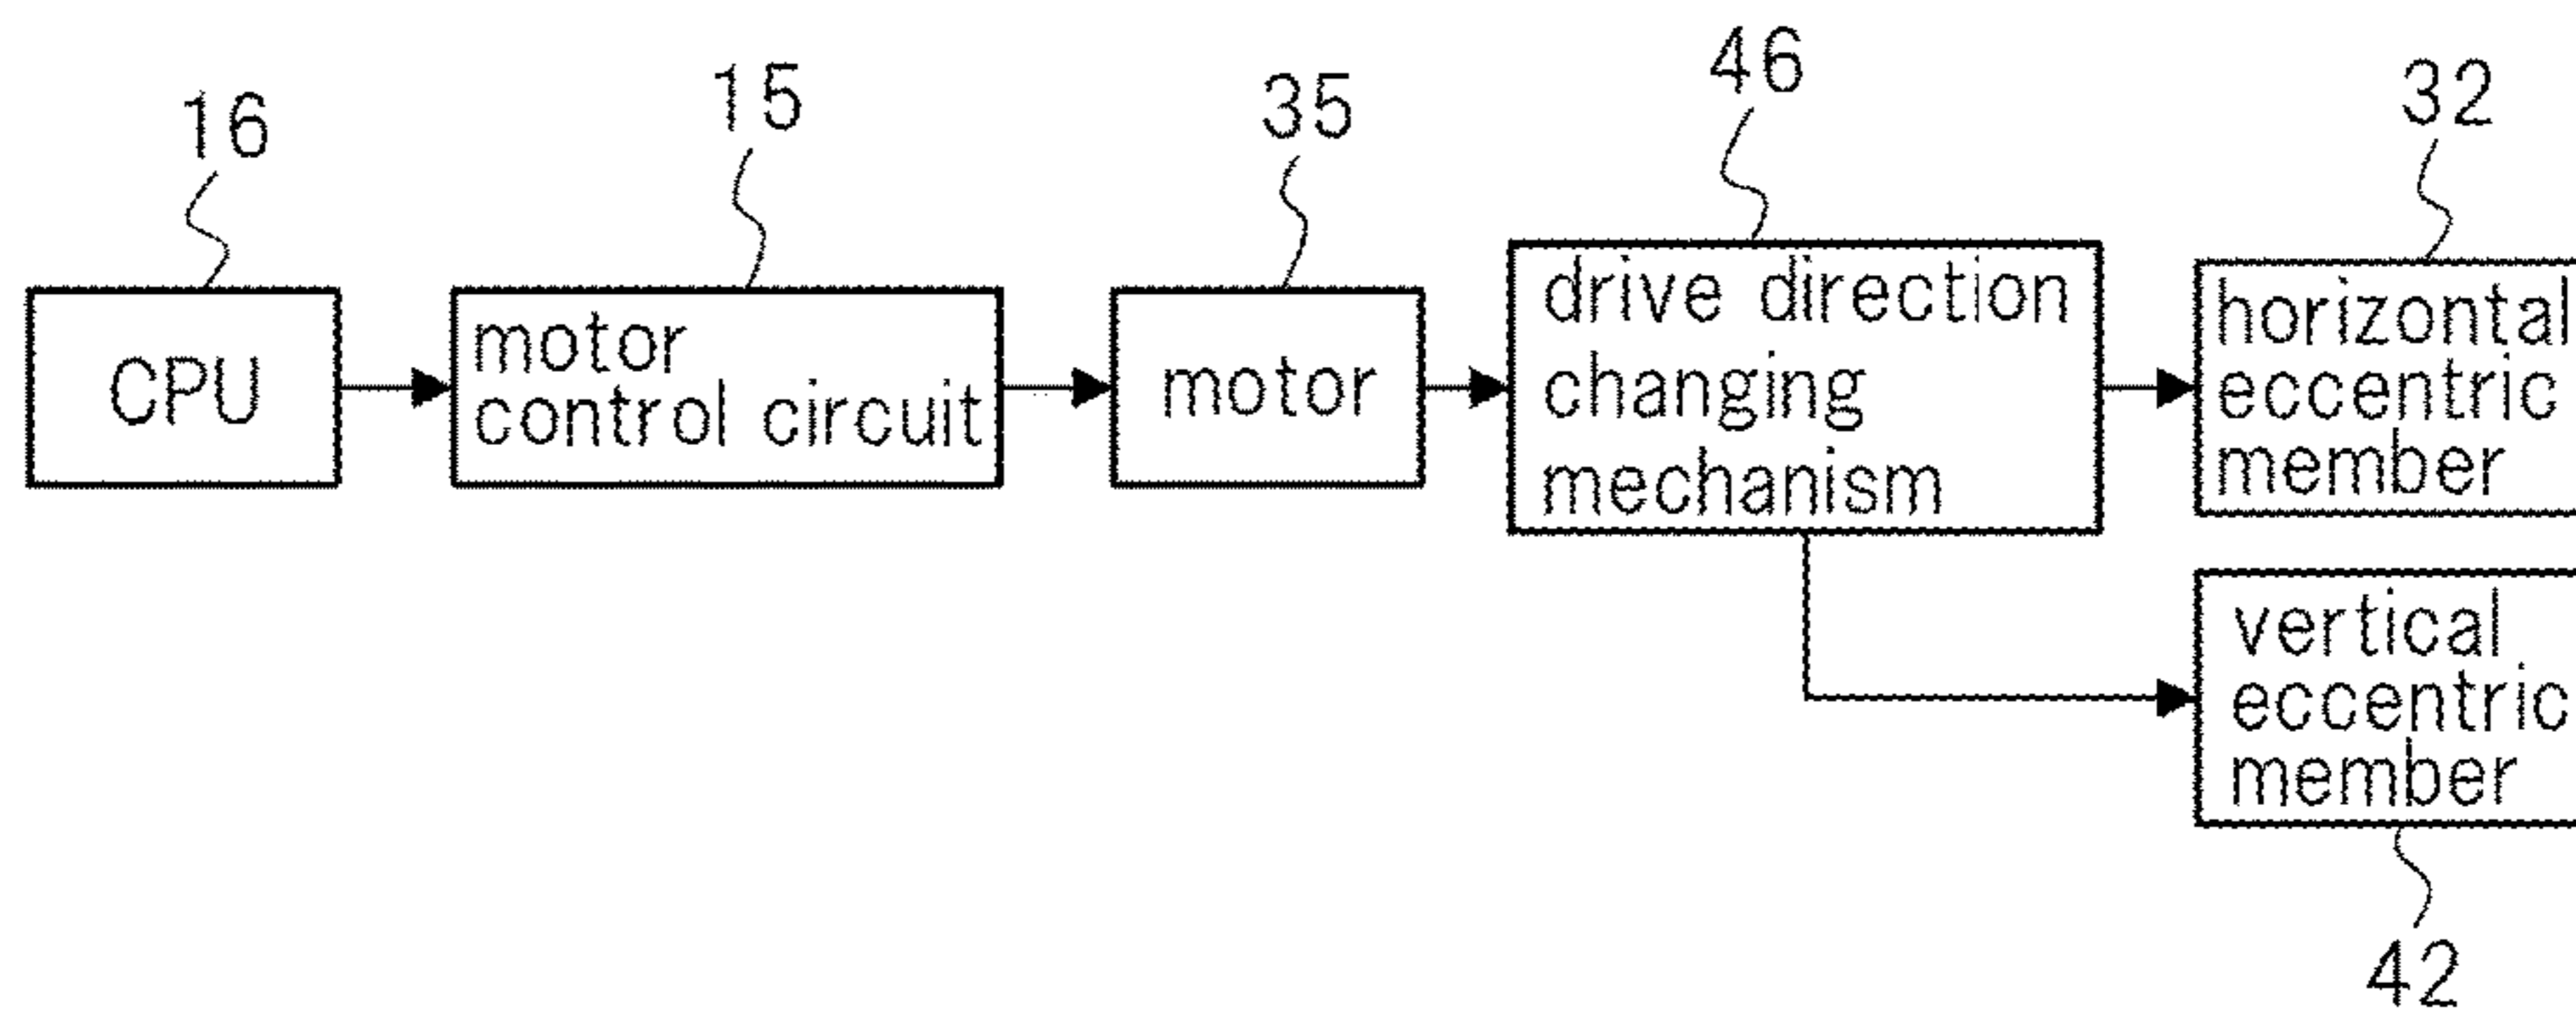 16
15
35
46
32
CPU
motor
control circuit
motor
drive direction
changing
mechanism
horizontal
eccentric
member
vertical
eccentric
member
42